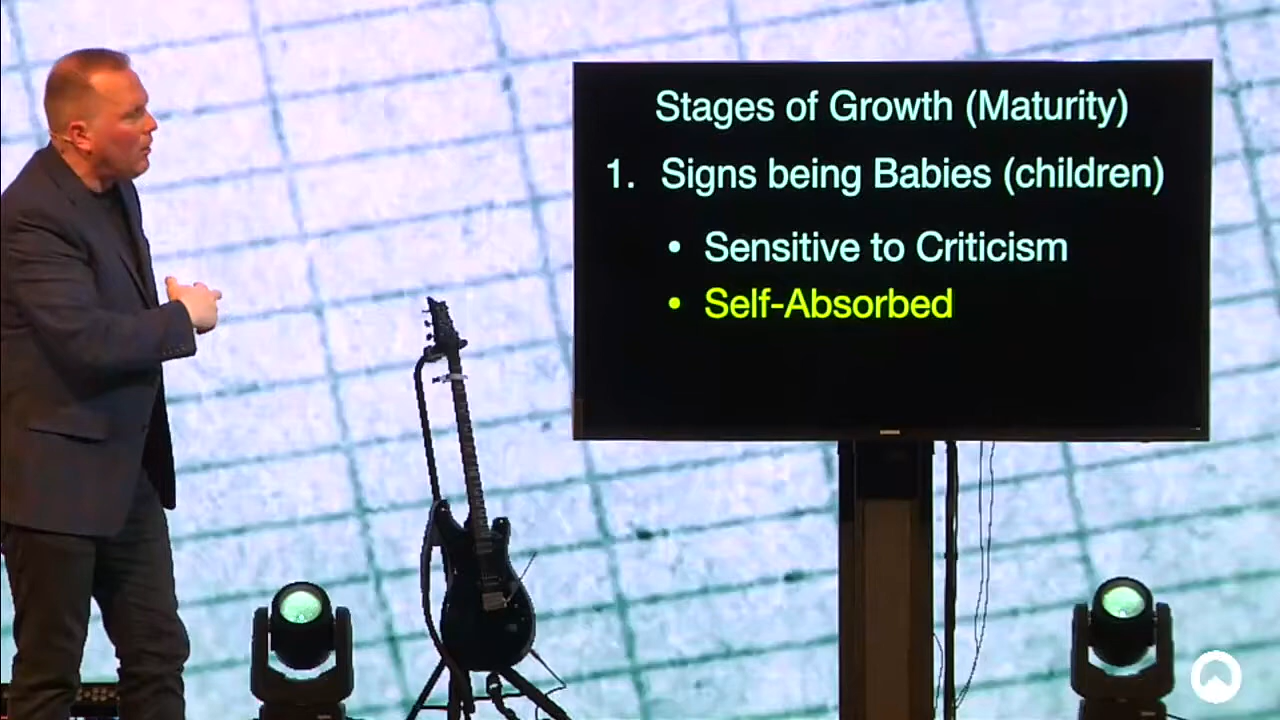 Stages of Growth (Maturity)
1. Signs being Babies (children)
• Sensitive to Criticism
• Self-Absorbed